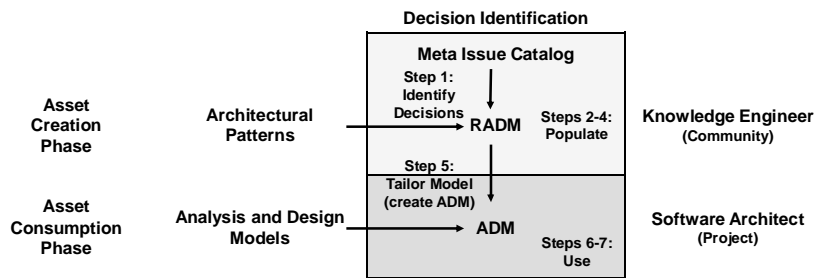 Decision Identification
Meta Issue Catalog
Step 1:
Identify
Decisions
Asset
Creation
Phase
Architectural
Patterns
RADM
Steps 2-4:
Populate
Knowledge Engineer
(Community)
Step 5:
Tailor Model
(create ADM)
Asset
Consumption
Phase
Analysis and Design
Models
ADM
Software Architect
(Project)
Steps 6-7:
Use